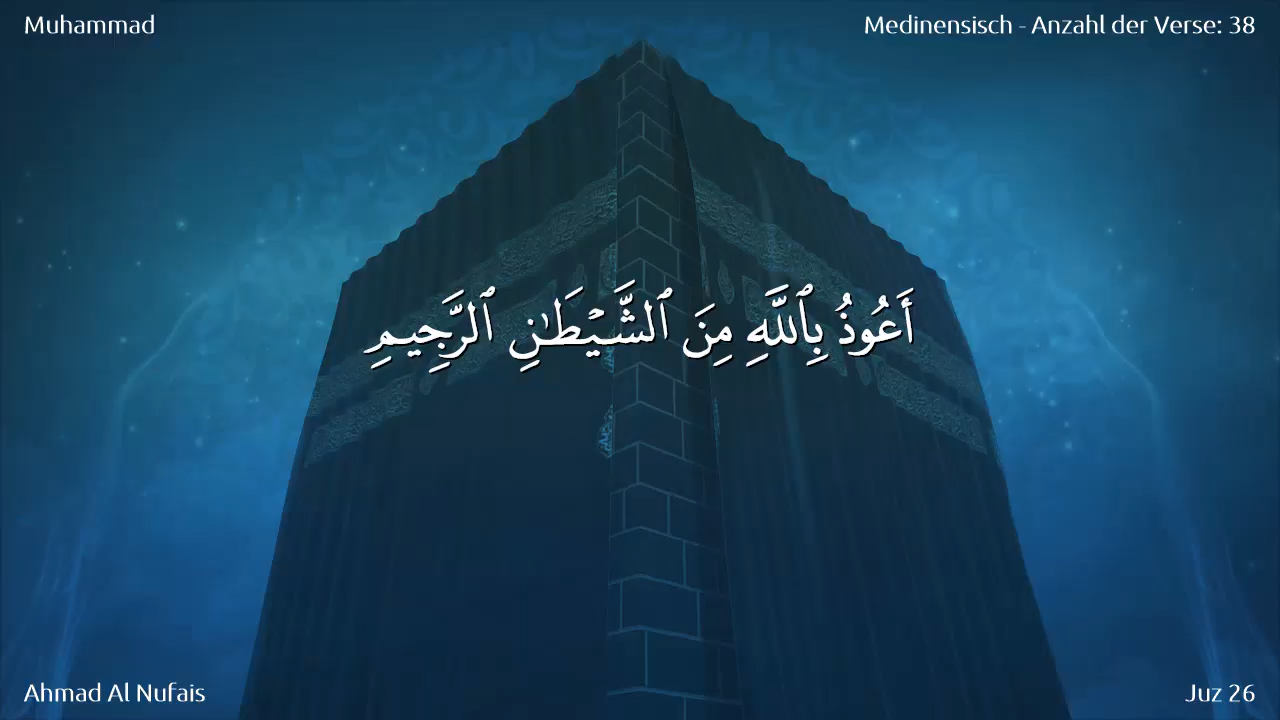 Muhammad
Medinensisch - Anzahl der Verse: 38
أَعُوذُ بِٱللَّهِ مِنَ ٱلشَّيْطَٰنِ ٱلرَّجِيمِ
Ahmad Al Nufais
Juz 26